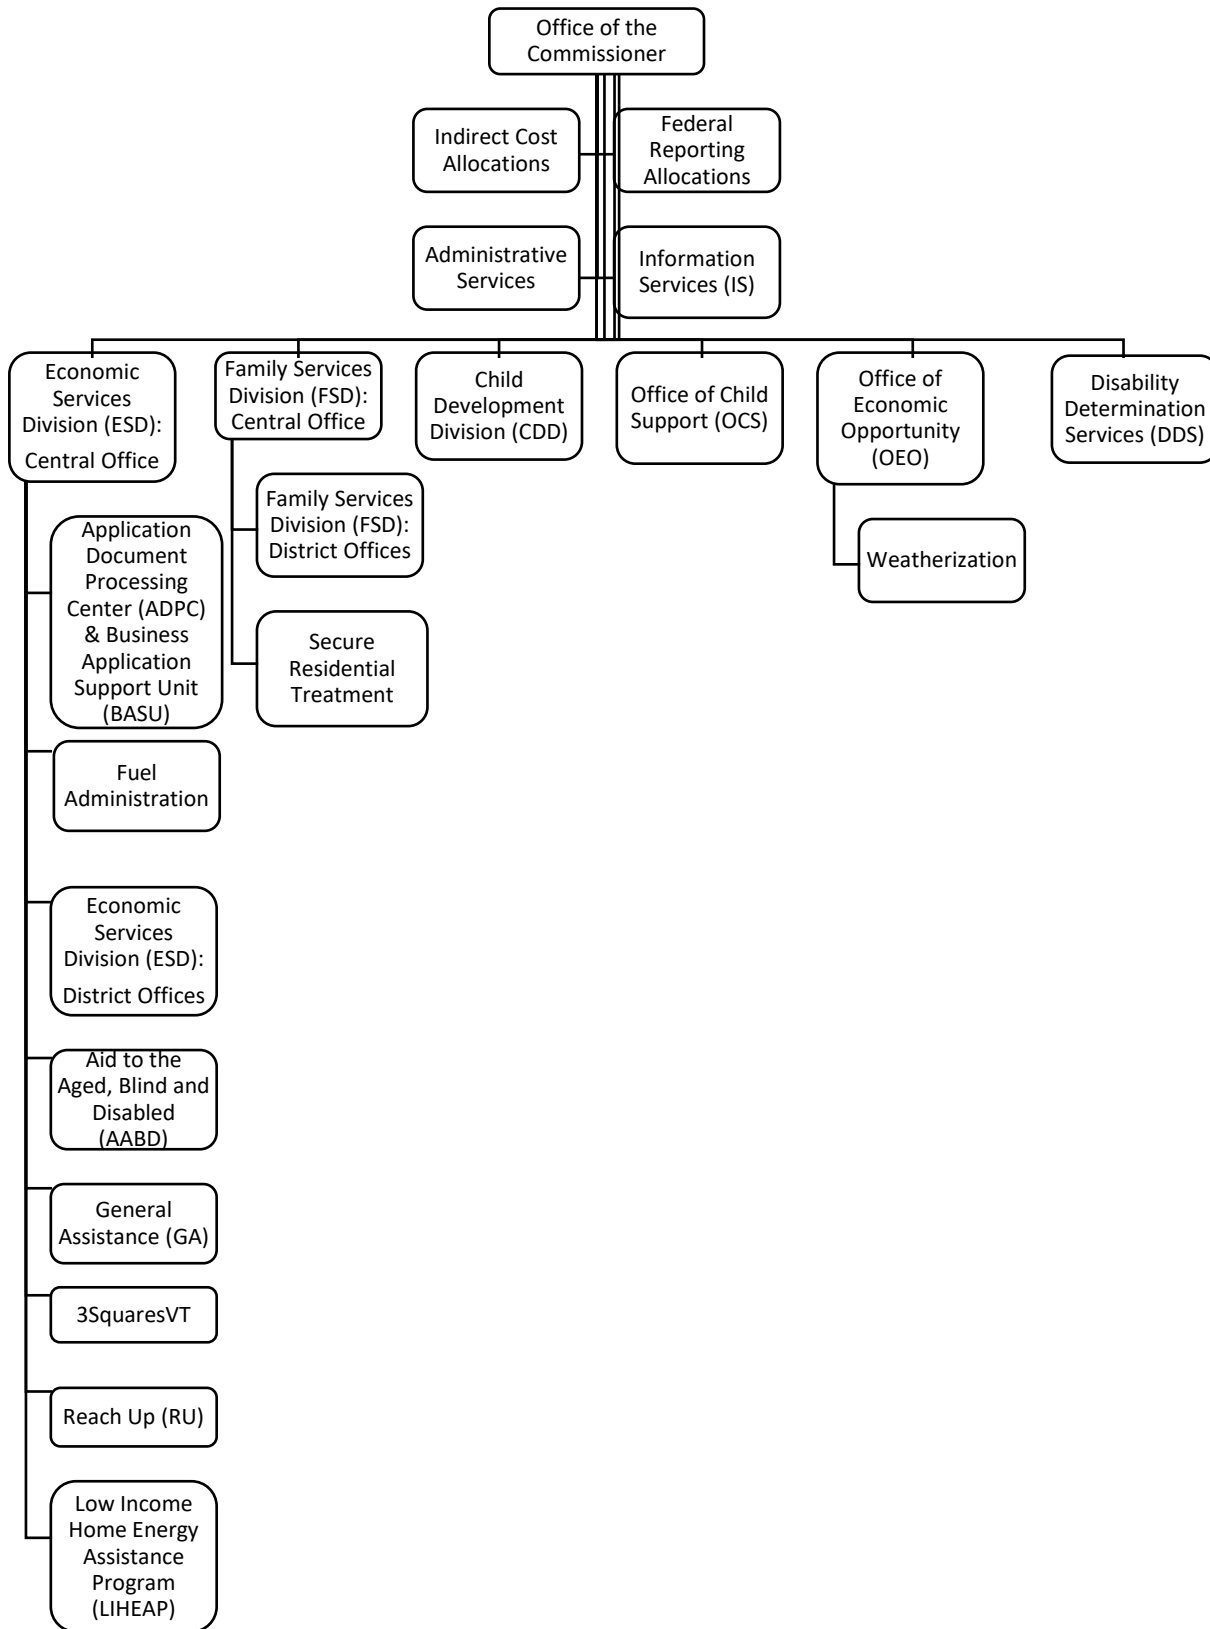 Office of the
Commissioner
Indirect Cost
Allocations
Federal
Reporting
Allocations
Administrative
Services
Information
Services (IS)
Economic
Services
Division (ESD):
Central Office
Family Services
Division (FSD):
Central Office
Child
Development
Division (CDD)
Office of Child
Support (OCS)
Office of
Economic
Opportunity
(OEO)
Disability
Determination
Services (DDS)
Application
Document
Processing
Center (ADPC)
& Business
Application
Support Unit
(BASU)
Family Services
Division (FSD):
District Offices
Weatherization
Secure
Residential
Treatment
Fuel
Administration
Economic
Services
Division (ESD):
District Offices
Aid to the
Aged, Blind and
Disabled
(AABD)
General
Assistance (GA)
3SquaresVT
Reach Up (RU)
Low Income
Home Energy
Assistance
Program
(LIHEAP)